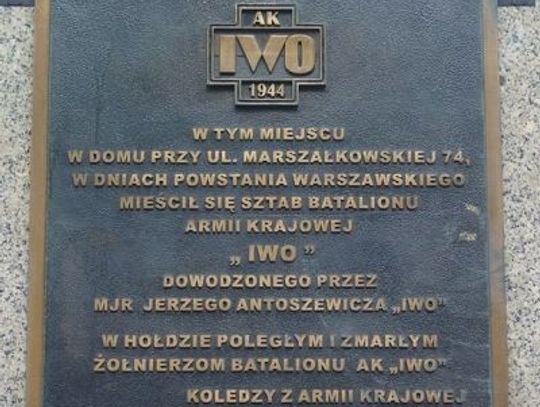 AK
IWO
1944
W TYM MIEJSCU
W DOMU PRZY UL. MARSZAŁKOWSKIEJ 74,
W DNIACH POWSTANIA WARSZAWSKIEGO
MIEŚCIŁ SIĘ SZTAB BATALIONU
ARMII KRAJOWEJ
„IWO”
DOWODZONEGO PRZEZ
MJR JERZEGO ANTOSZEWICZA „IWO”
W HOŁDZIE POLEGŁYM I ZMARŁYM
ŻOŁNIERZOM BATALIONU AK „IWO”
KOLEDZY Z ARMII KRAJOWEJ